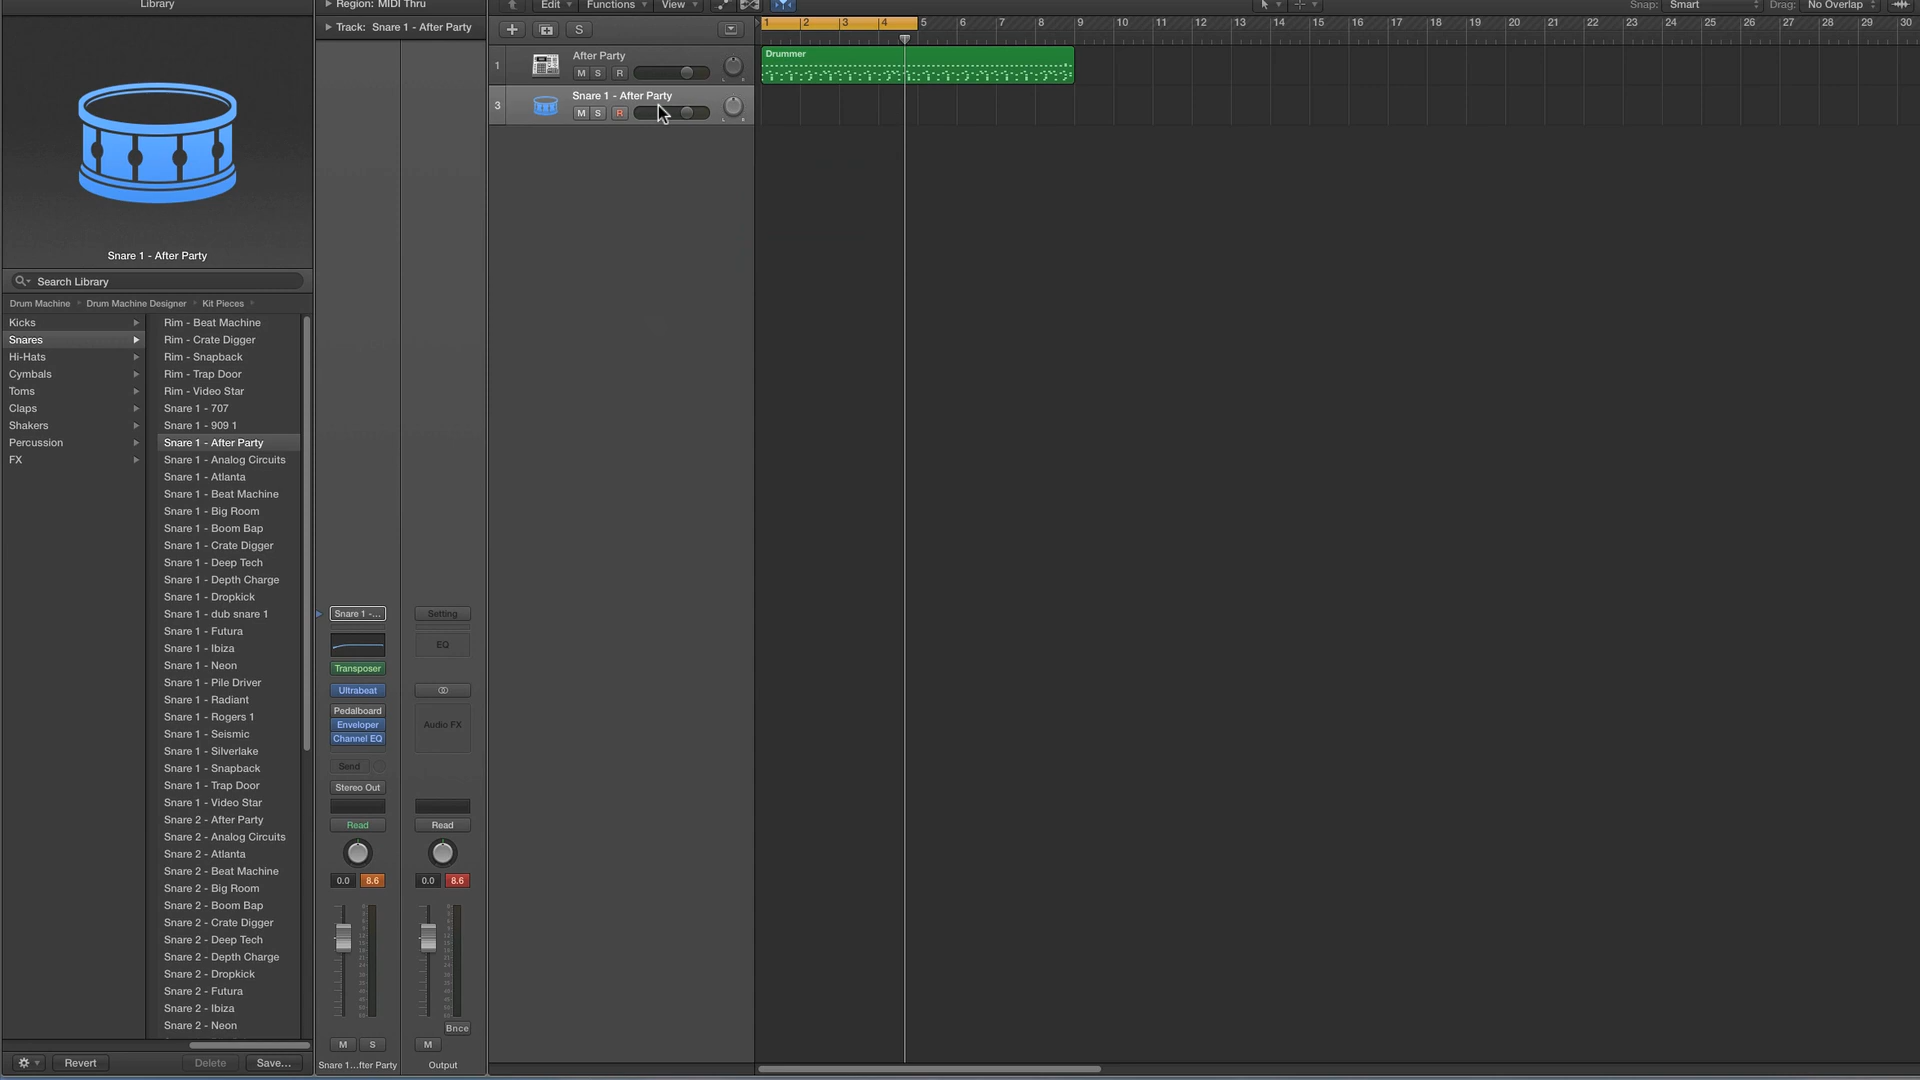 Library
Region: MIDI Thru
Edit
Functions
View
Snap: Smart
Drag: No Overlap
Track: Snare 1 - After Party
S
1 2 3 4 5 6 7 8 9 10 11 12 13 14 15 16 17 18 19 20 21 22 23 24 25 26 27 28 29 30
1
After Party
M S R
Drummer
3
Snare 1 - After Party
M S R
Snare 1 - After Party
Search Library
Drum Machine
Drum Machine Designer
Kit Pieces
Kicks
Snares
Hi-Hats
Cymbals
Toms
Claps
Shakers
Percussion
FX
Rim - Beat Machine
Rim - Crate Digger
Rim - Snapback
Rim - Trap Door
Rim - Video Star
Snare 1 - 707
Snare 1 - 909 1
Snare 1 - After Party
Snare 1 - Analog Circuits
Snare 1 - Atlanta
Snare 1 - Beat Machine
Snare 1 - Big Room
Snare 1 - Boom Bap
Snare 1 - Crate Digger
Snare 1 - Deep Tech
Snare 1 - Depth Charge
Snare 1 - Dropkick
Snare 1 - dub snare 1
Snare 1 - Futura
Snare 1 - Ibiza
Snare 1 - Neon
Snare 1 - Pile Driver
Snare 1 - Radiant
Snare 1 - Rogers 1
Snare 1 - Seismic
Snare 1 - Silverlake
Snare 1 - Snapback
Snare 1 - Trap Door
Snare 1 - Video Star
Snare 2 - After Party
Snare 2 - Analog Circuits
Snare 2 - Atlanta
Snare 2 - Beat Machine
Snare 2 - Big Room
Snare 2 - Boom Bap
Snare 2 - Crate Digger
Snare 2 - Deep Tech
Snare 2 - Depth Charge
Snare 2 - Dropkick
Snare 2 - Futura
Snare 2 - Ibiza
Snare 2 - Neon
Revert
Delete
Save...
Snare 1 -...
Transposer
Ultrabeat
Pedalboard
Enveloper
Channel EQ
Send
Stereo Out
Read
0.0 8.6
M S
Snare 1...fter Party
Setting
EQ
Audio FX
Read
0.0 8.6
Bnce
M
Output